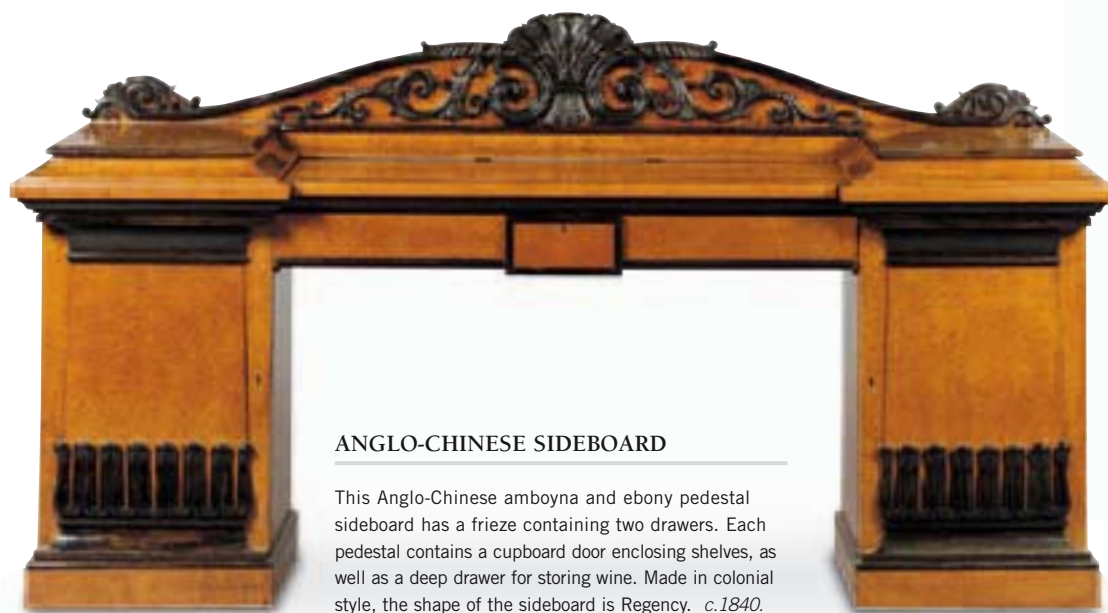 ANGLO-CHINESE SIDEBOARD
This Anglo-Chinese amboyna and ebony pedestal
sideboard has a frieze containing two drawers. Each
pedestal contains a cupboard door enclosing shelves, as
well as a deep drawer for storing wine. Made in colonial
style, the shape of the sideboard is Regency. c.1840.